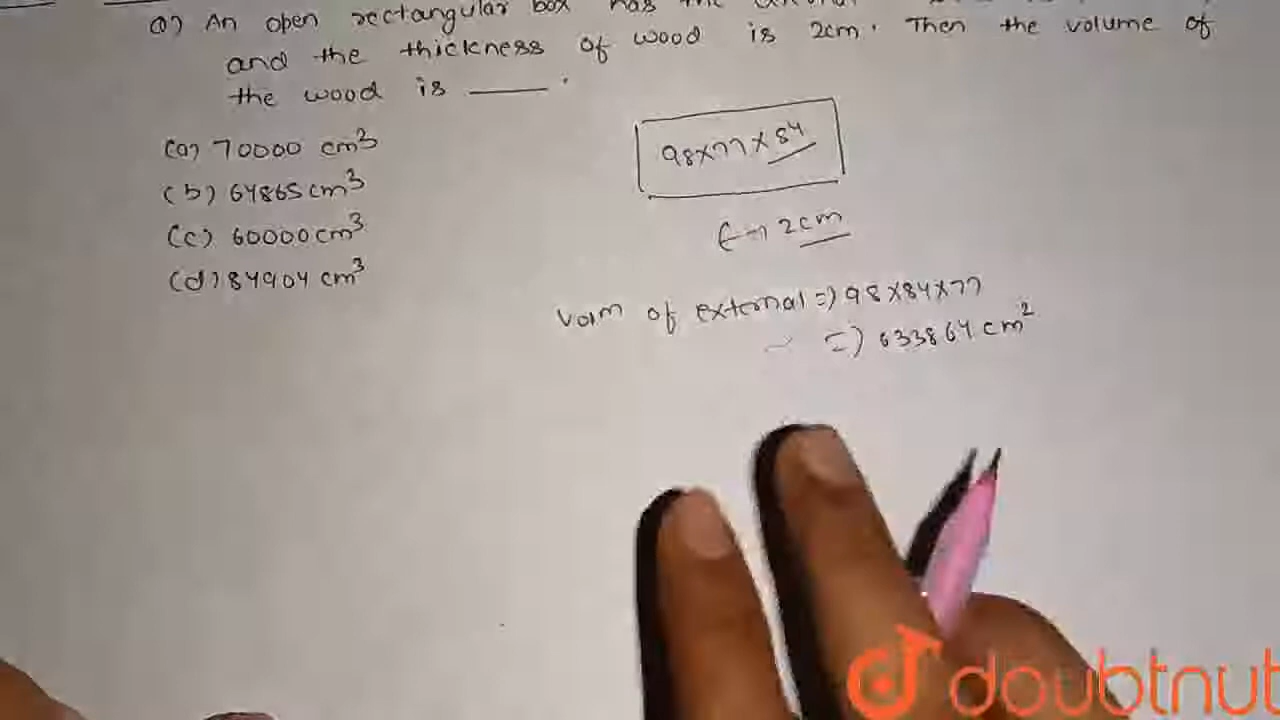 a) An open rectangular box has the
and the thickness of wood is 2cm. Then the volume of
the wood is ____.
(a) 70000 cm³
(b) 64865 cm³
(c) 60000 cm³
(d) 84904 cm³
98×77×84
t→ 2cm
Volm of external =) 98×84×77
=) 633864 cm²
doubtnut